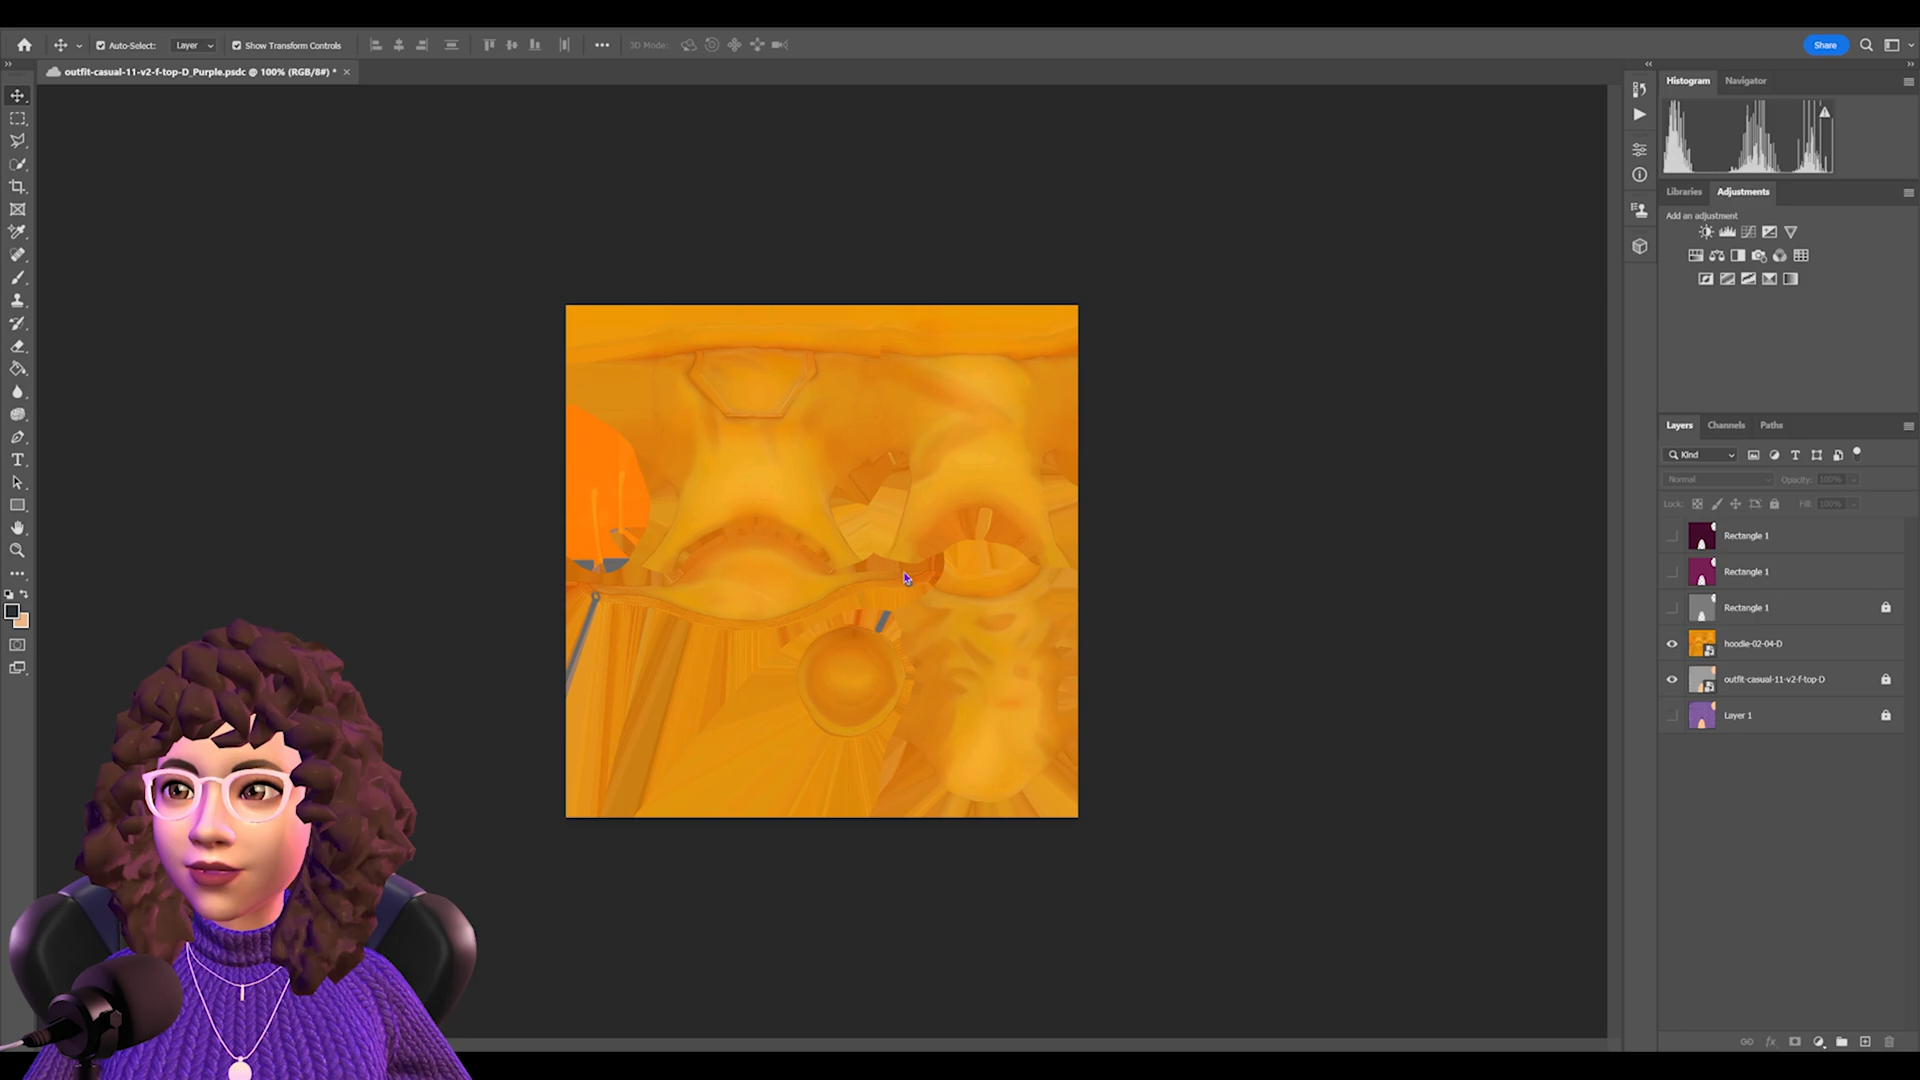 Auto-Select:
Layer
Show Transform Controls
3D Mode:
Share
outfit-casual-11-v2-f-top-D_Purple.psdc @ 100% (RGB/8#) *
Histogram
Navigator
Libraries
Adjustments
Add an adjustment
Layers
Channels
Paths
Kind
Normal
Opacity: 100%
Lock:
Fill: 100%
Rectangle 1
Rectangle 1
Rectangle 1
hoodie-02-04-D
outfit-casual-11-v2-f-top-D
Layer 1